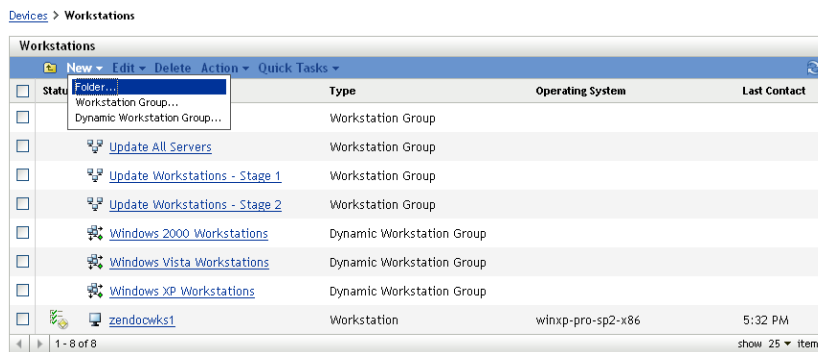 Devices > Workstations
Workstations
New Edit Delete Action Quick Tasks
Folder...
Workstation Group...
Dynamic Workstation Group...
Statu Type Operating System Last Contact
Workstation Group
Update All Servers Workstation Group
Update Workstations - Stage 1 Workstation Group
Update Workstations - Stage 2 Workstation Group
Windows 2000 Workstations Dynamic Workstation Group
Windows Vista Workstations Dynamic Workstation Group
Windows XP Workstations Dynamic Workstation Group
zendocwks1 Workstation winxp-pro-sp2-x86 5:32 PM
1 - 8 of 8 show 25 item